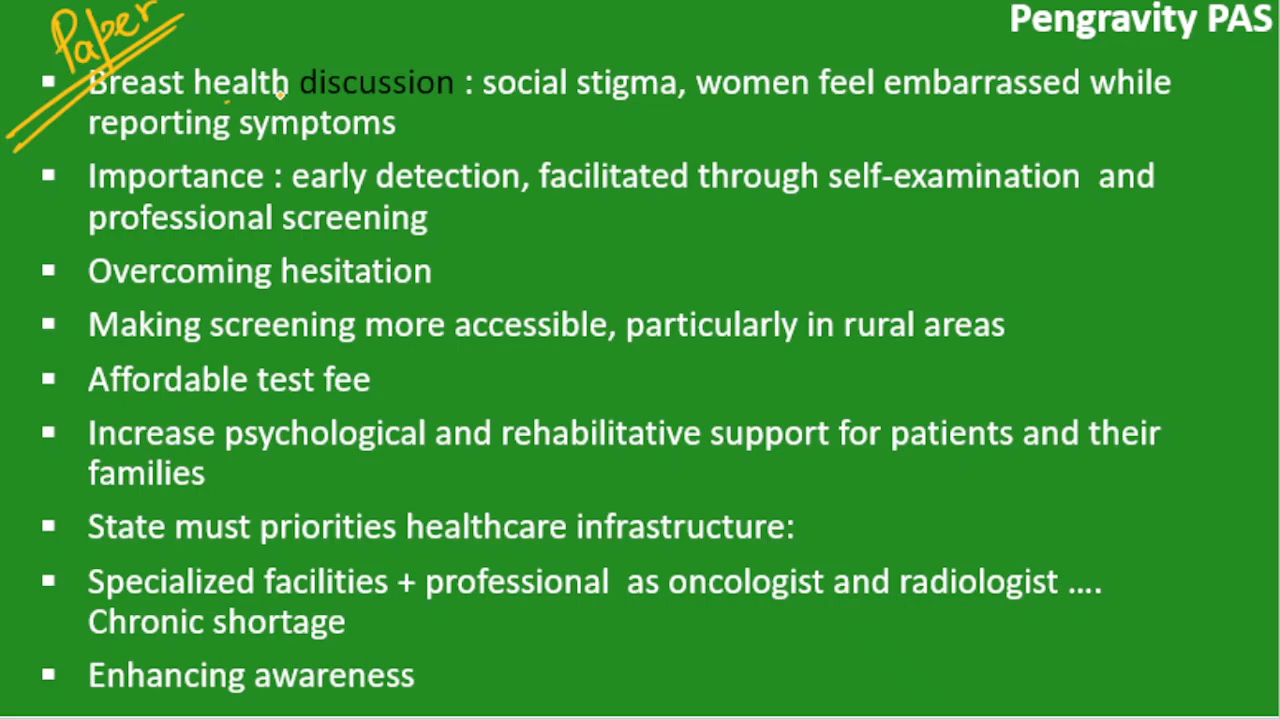 Pengravity PAS
Paper
▪ Breast health discussion : social stigma, women feel embarrassed while
reporting symptoms
▪ Importance : early detection, facilitated through self-examination and
professional screening
▪ Overcoming hesitation
▪ Making screening more accessible, particularly in rural areas
▪ Affordable test fee
▪ Increase psychological and rehabilitative support for patients and their
families
▪ State must priorities healthcare infrastructure:
▪ Specialized facilities + professional as oncologist and radiologist ….
Chronic shortage
▪ Enhancing awareness